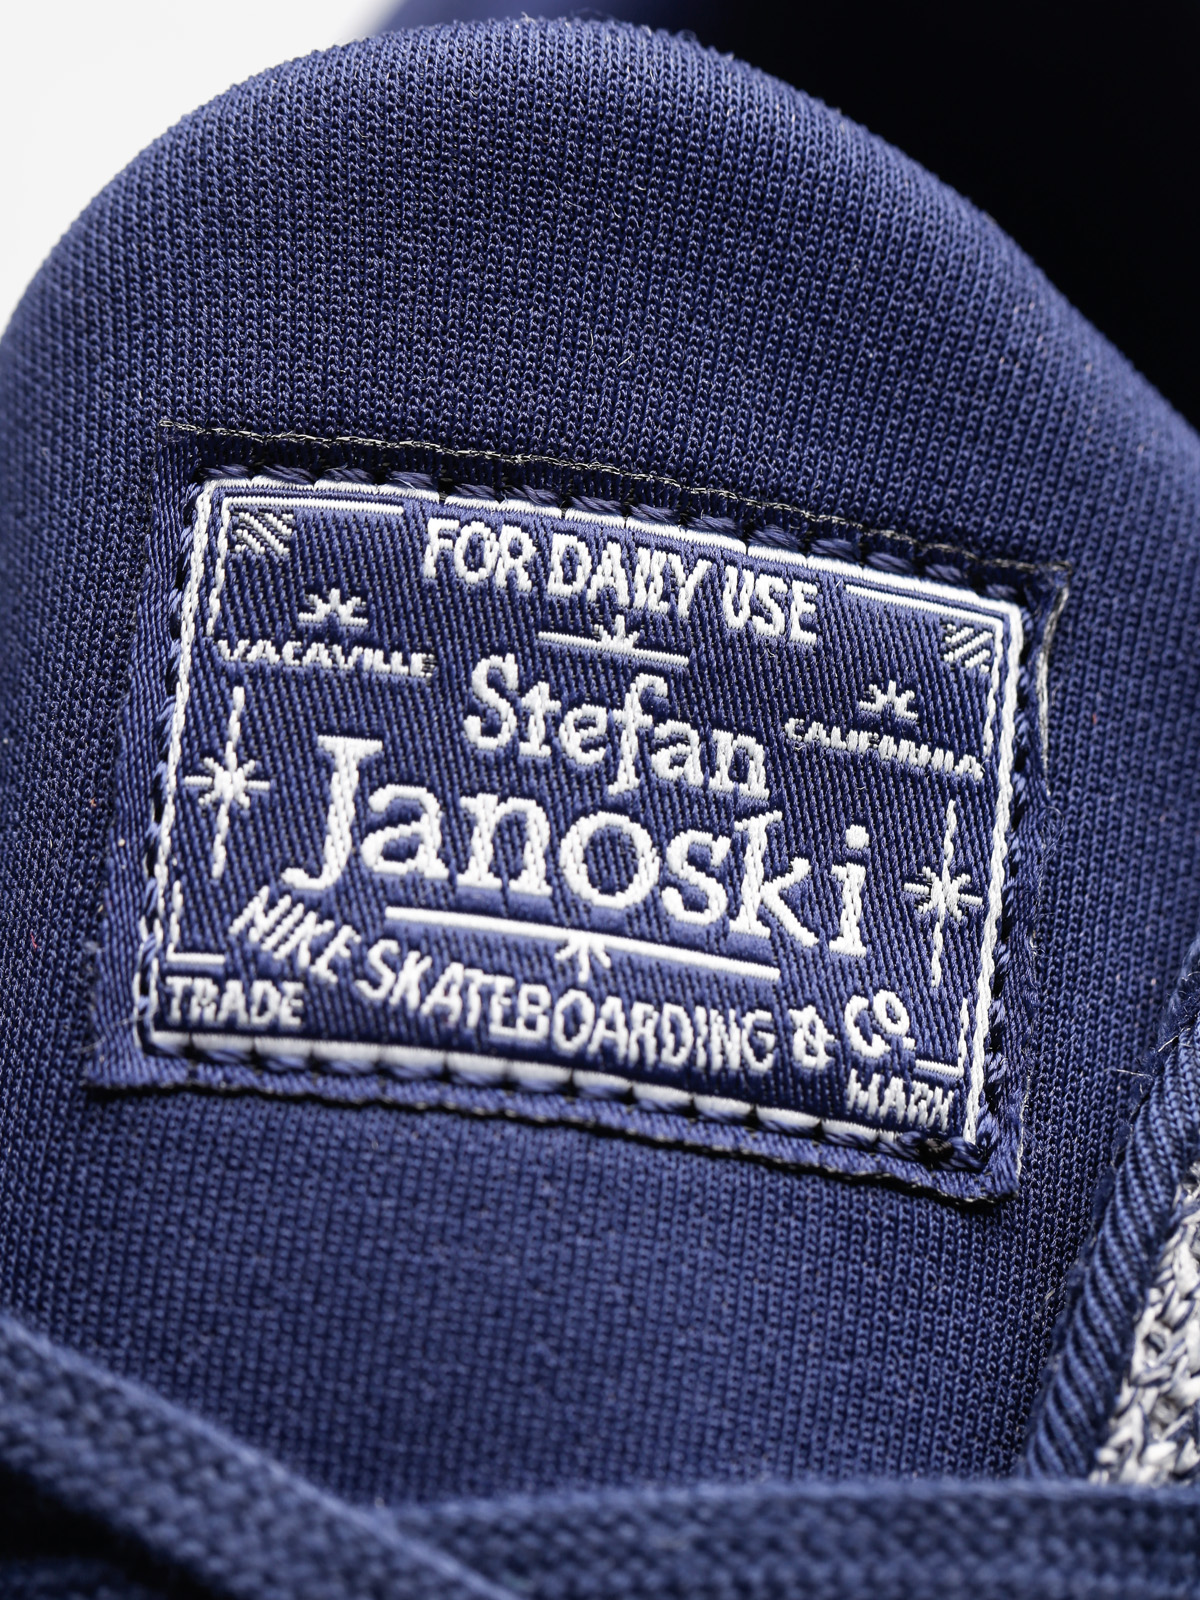 FOR DAILY USE
VACAVILLE
CALIFORNIA
Stefan
Janoski
NIKE SKATEBOARDING & CO.
TRADE
MARK